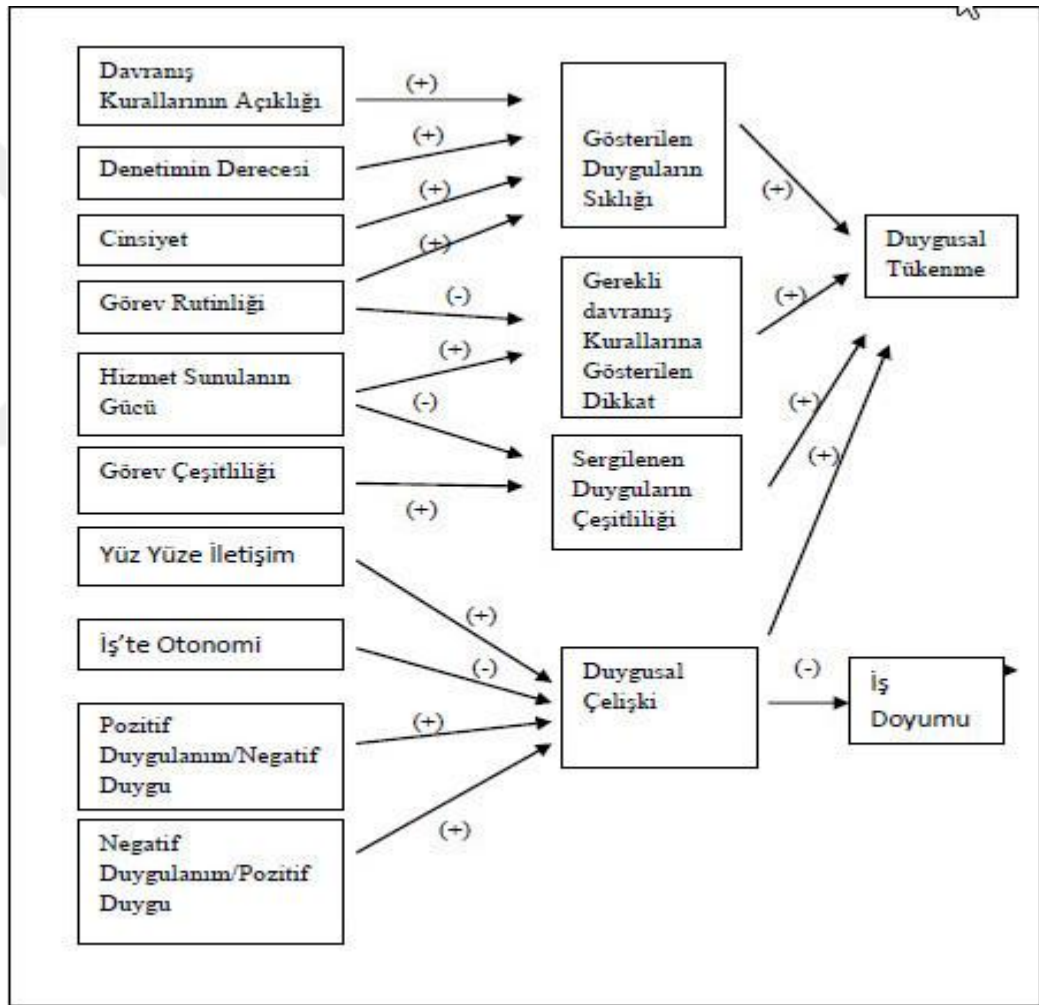 Davranış
Kurallarının Açıklığı
(+)
Denetimin Derecesi
(+)
Cinsiyet
(+)
Görev Rutinliği
(+)
(-)
Hizmet Sunulanın
Gücü
(+)
(-)
Görev Çeşitliliği
(+)
Yüz Yüze İletişim
(+)
İş'te Otonomi
(-)
Pozitif
Duygulanım/Negatif
Duygu
(+)
Negatif
Duygulanım/Pozitif
Duygu
(+)
Gösterilen
Duyguların
Sıklığı
(+)
Gerekli
davranış
Kurallarına
Gösterilen
Dikkat
(+)
Sergilenen
Duyguların
Çeşitliliği
(+)
Duygusal
Çelişki
(+)
(-)
Duygusal
Tükenme
İş
Doyumu